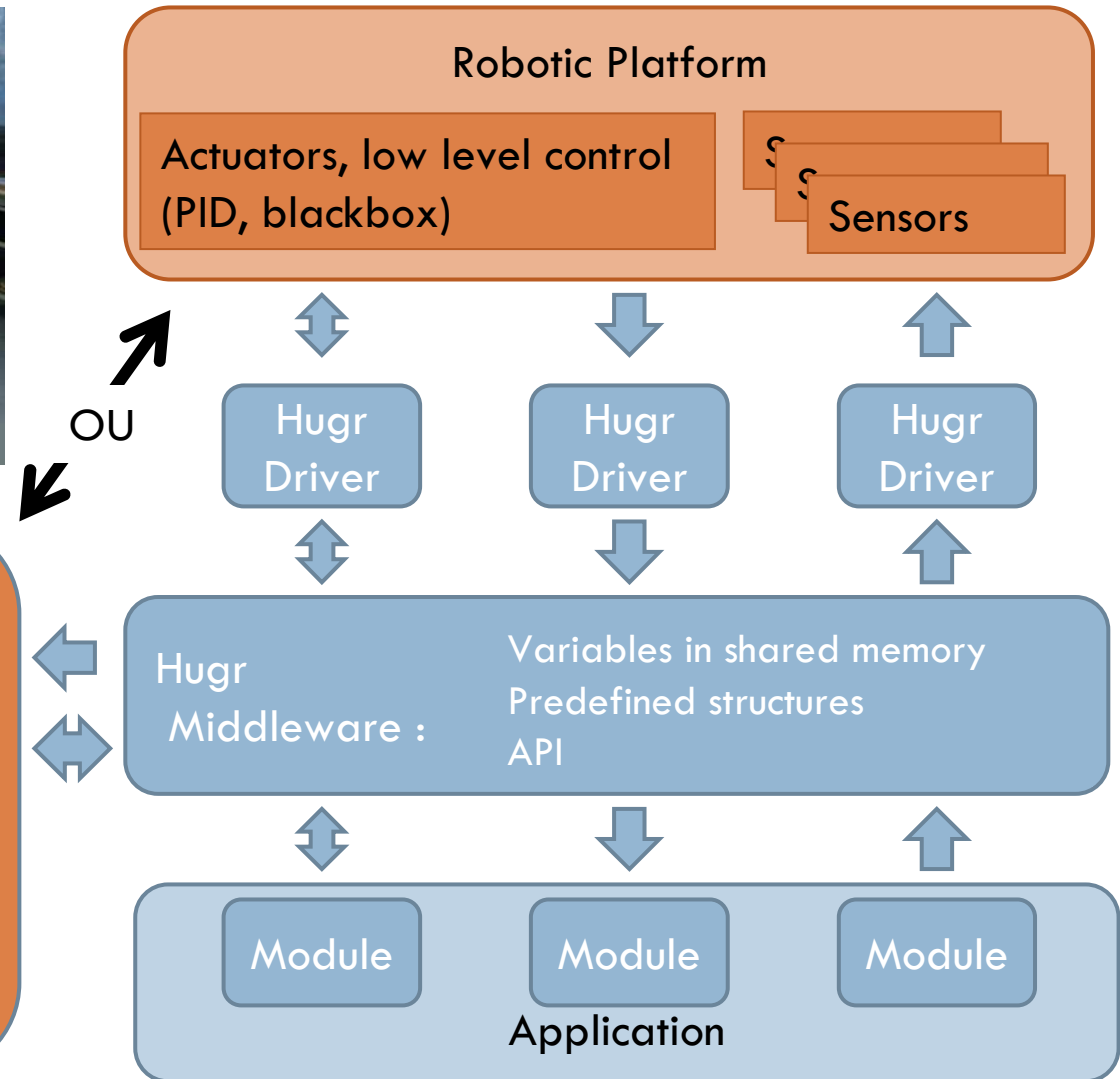 Robotic Platform
Actuators, low level control
(PID, blackbox)
S
S
Sensors
OU
Hugr
Driver
Hugr
Driver
Hugr
Driver
Hugr
Middleware :
Variables in shared memory
Predefined structures
API
Module
Module
Module
Application